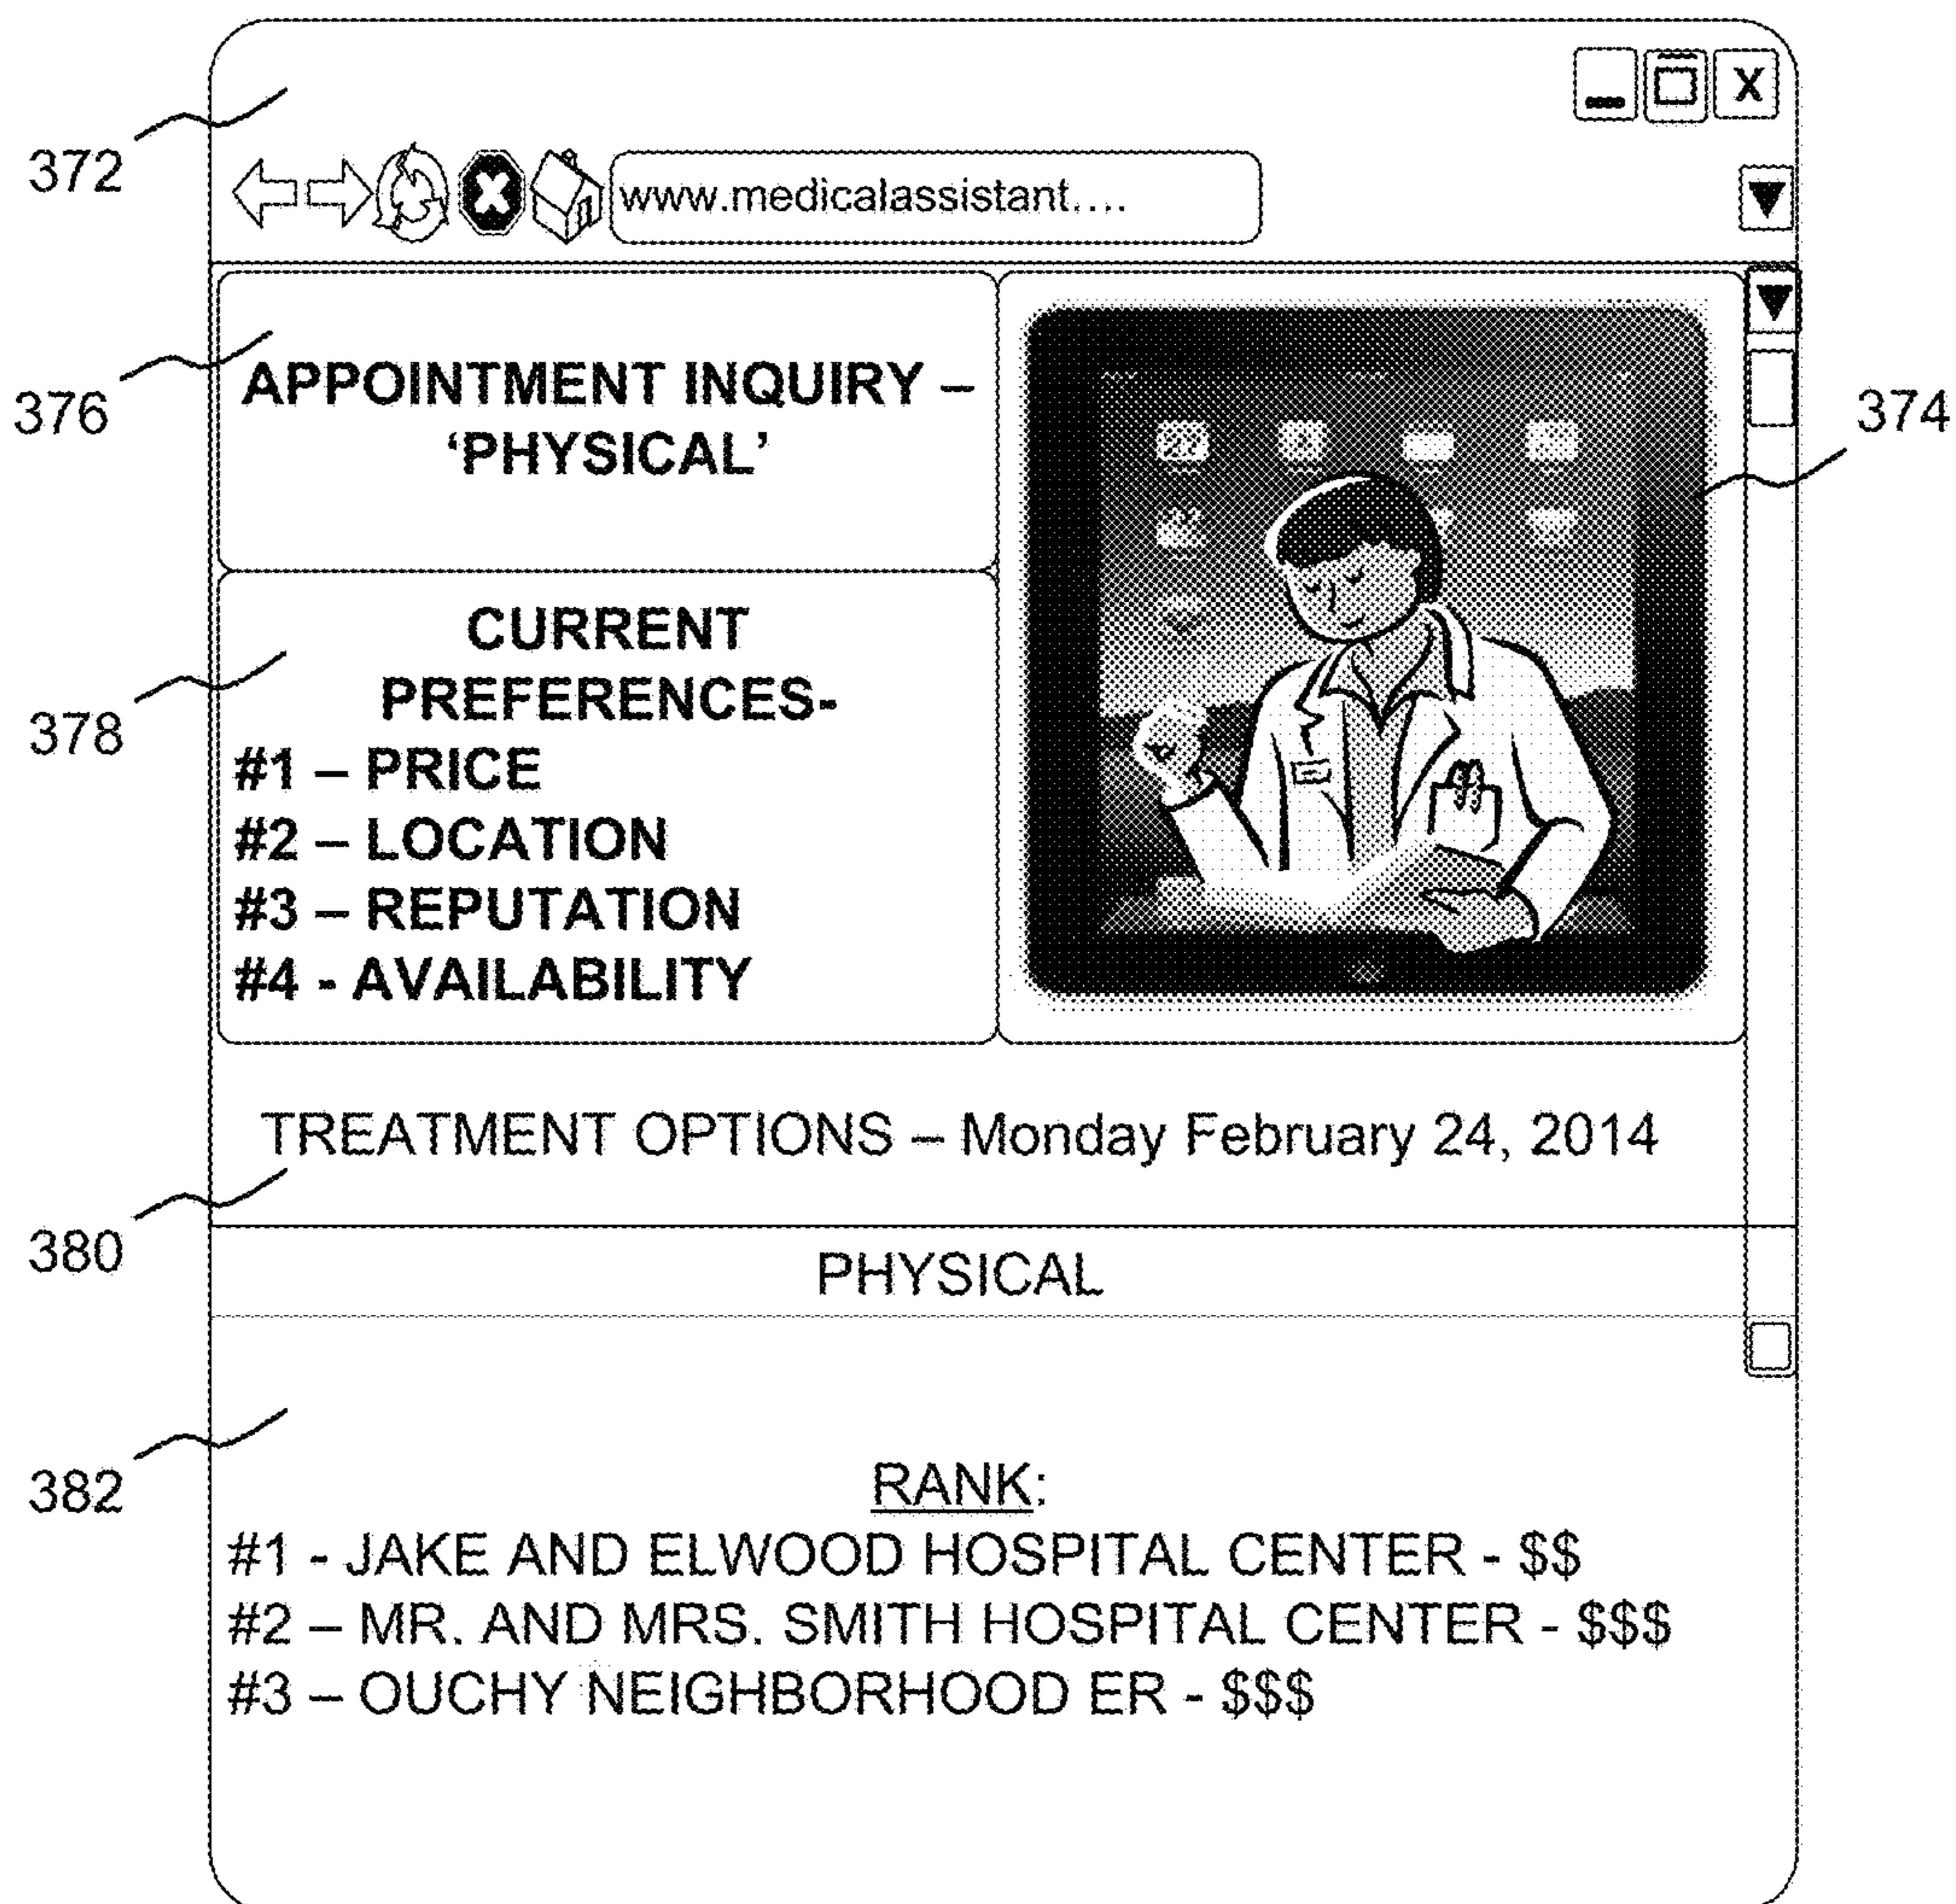 X
372
www.medicalassistant....
376
APPOINTMENT INQUIRY –
‘PHYSICAL’
374
378
CURRENT
PREFERENCES-
#1 – PRICE
#2 – LOCATION
#3 – REPUTATION
#4 - AVAILABILITY
TREATMENT OPTIONS – Monday February 24, 2014
380
PHYSICAL
382
RANK:
#1 - JAKE AND ELWOOD HOSPITAL CENTER - $$
#2 – MR. AND MRS. SMITH HOSPITAL CENTER - $$$
#3 – OUCHY NEIGHBORHOOD ER - $$$